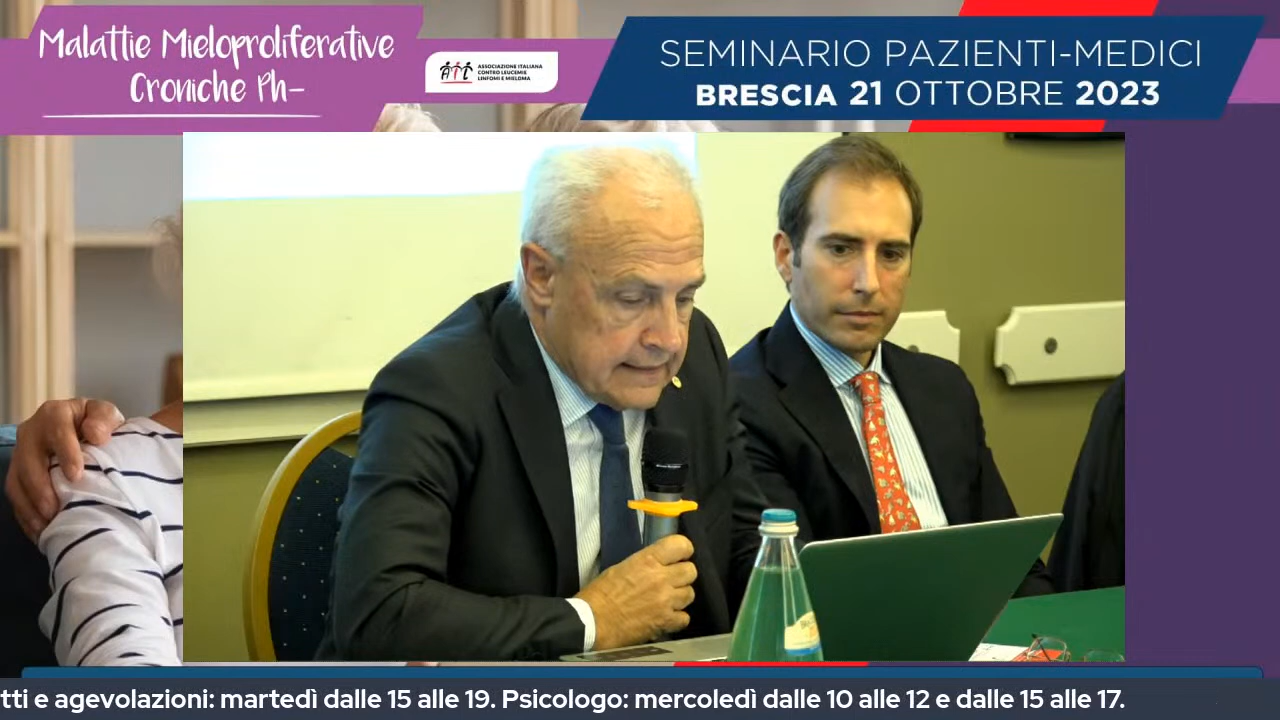 Malattie Mieloproliferative
Croniche Ph-
AIL
ASSOCIAZIONE ITALIANA
CONTRO LEUCEMIE
LINFOMI E MIELOMA
SEMINARIO PAZIENTI-MEDICI
BRESCIA 21 OTTOBRE 2023
tti e agevolazioni: martedì dalle 15 alle 19. Psicologo: mercoledì dalle 10 alle 12 e dalle 15 alle 17.